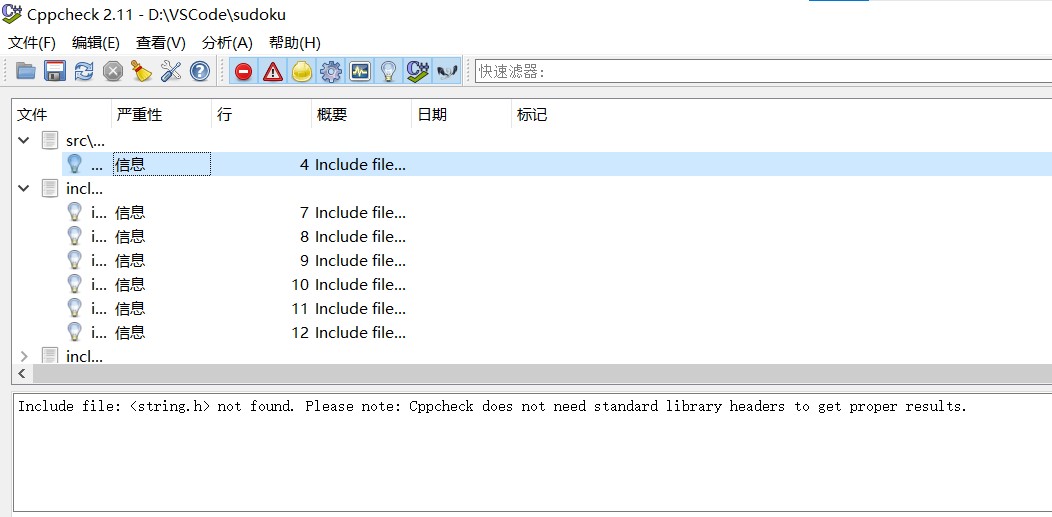 Cppcheck 2.11 - D:\VSCode\sudoku
文件(F) 编辑(E) 查看(V) 分析(A) 帮助(H)
快速滤器:
文件 严重性 行 概要 日期 标记
src\...
... 信息 4 Include file...
incl...
i... 信息 7 Include file...
i... 信息 8 Include file...
i... 信息 9 Include file...
i... 信息 10 Include file...
i... 信息 11 Include file...
i... 信息 12 Include file...
incl...
Include file: <string.h> not found. Please note: Cppcheck does not need standard library headers to get proper results.